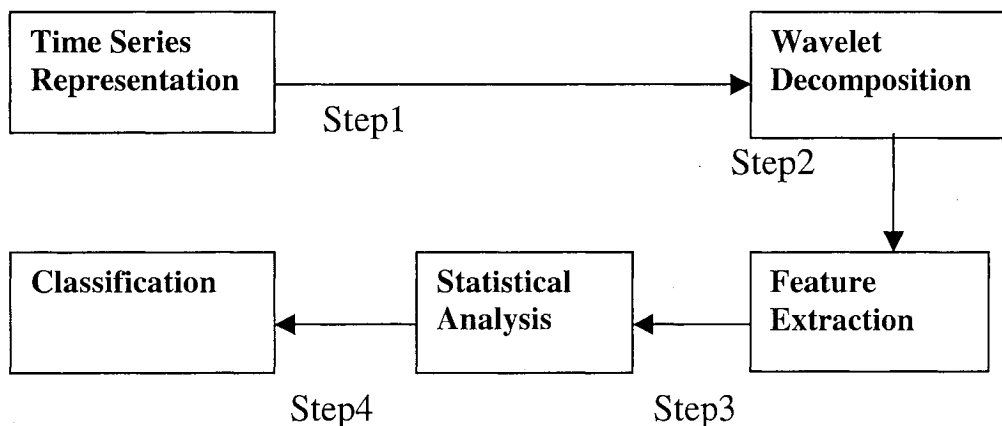 Time Series
Representation
Step1
Wavelet
Decomposition
Step2
Feature
Extraction
Step3
Statistical
Analysis
Step4
Classification